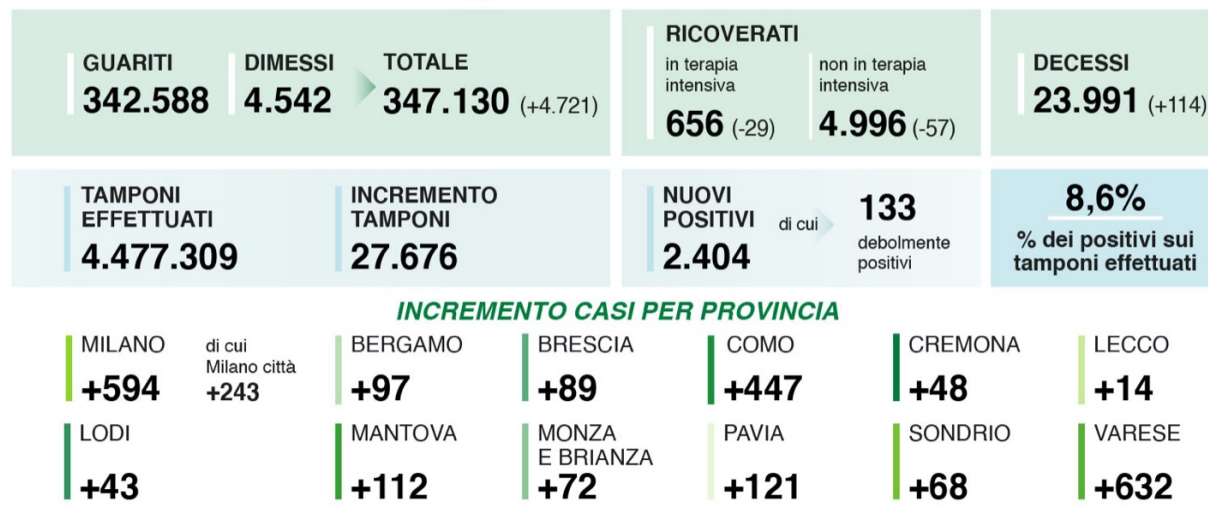 GUARITI
342.588
DIMESSI
4.542
TOTALE
347.130 (+4.721)
RICOVERATI
in terapia
intensiva
656 (-29)
non in terapia
intensiva
4.996 (-57)
DECESSI
23.991 (+114)
TAMPONI
EFFETTUATI
4.477.309
INCREMENTO
TAMPONI
27.676
NUOVI
POSITIVI
2.404
di cui
133
debolmente
positivi
8,6%
% dei positivi sui
tamponi effettuati
INCREMENTO CASI PER PROVINCIA
MILANO
+594
di cui
Milano città
+243
BERGAMO
+97
BRESCIA
+89
COMO
+447
CREMONA
+48
LECCO
+14
LODI
+43
MANTOVA
+112
MONZA
E BRIANZA
+72
PAVIA
+121
SONDRIO
+68
VARESE
+632